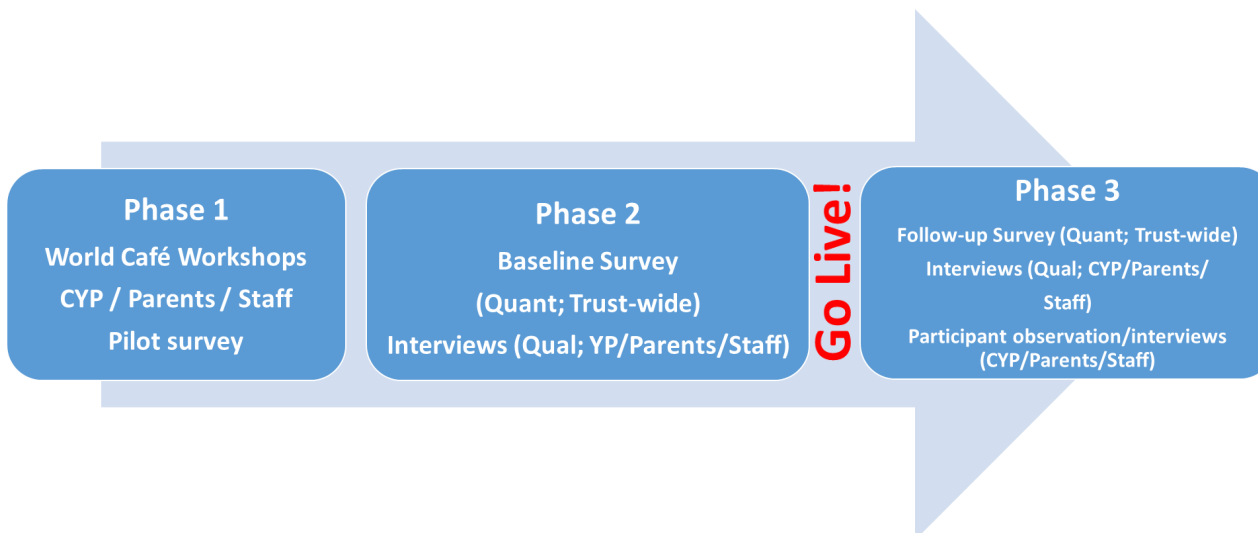 Phase 1
World Café Workshops
CYP / Parents / Staff
Pilot survey
Phase 2
Baseline Survey
(Quant; Trust-wide)
Interviews (Qual; YP/Parents/Staff)
Go Live!
Phase 3
Follow-up Survey (Quant; Trust-wide)
Interviews (Qual; CYP/Parents/
Staff)
Participant observation/interviews
(CYP/Parents/Staff)